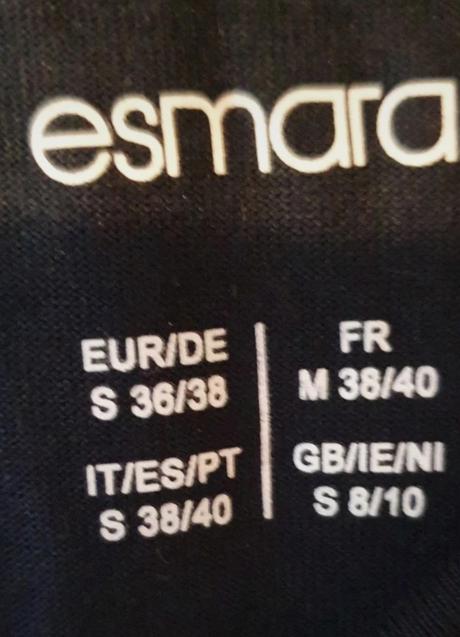 esmara
EUR/DE
S 36/38
FR
M 38/40
IT/ES/PT
S 38/40
GB/IE/NI
S 8/10